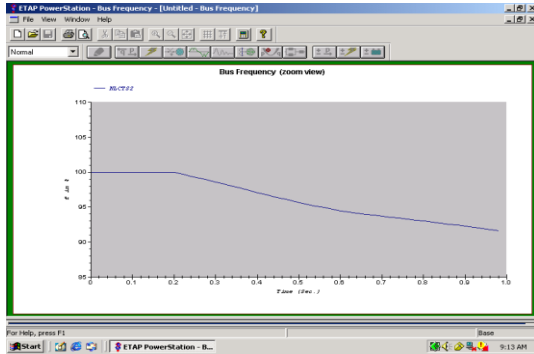 ETAP PowerStation - Bus Frequency - [Untitled - Bus Frequency]
File View Window Help
Normal
Bus Frequency (zoom view)
110
105
100
95
90
85
0 0.1 0.2 0.3 0.4 0.5 0.6 0.7 0.8 0.9 1.0
Time (Sec.)
For Help, press F1
Base
Start
ETAP PowerStation - B...
9:13 AM